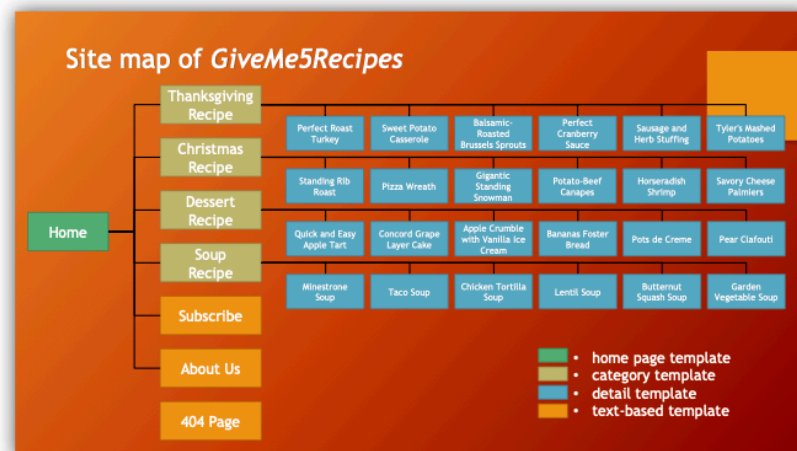 Site map of GiveMe5Recipes
Thanksgiving
Recipe
Perfect Roast
Turkey
Sweet Potato
Casserole
Balsamic-
Roasted
Brussels Sprouts
Perfect
Cranberry
Sauce
Sausage and
Herb Stuffing
Tyler's Mashed
Potatoes
Christmas
Recipe
Standing Rib
Roast
Pizza Wreath
Gigantic
Standing
Snowman
Potato-Beef
Canapes
Horseradish
Shrimp
Savory Cheese
Palmiers
Dessert
Recipe
Home
Quick and Easy
Apple Tart
Concord Grape
Layer Cake
Apple Crumble
with Vanilla Ice
Cream
Bananas Foster
Bread
Pots de Creme
Pear Clafouti
Soup
Recipe
Minestrone
Soup
Taco Soup
Chicken Tortilla
Soup
Lentil Soup
Butternut
Squash Soup
Garden
Vegetable Soup
Subscribe
About Us
404 Page
• home page template
• category template
• detail template
• text-based template